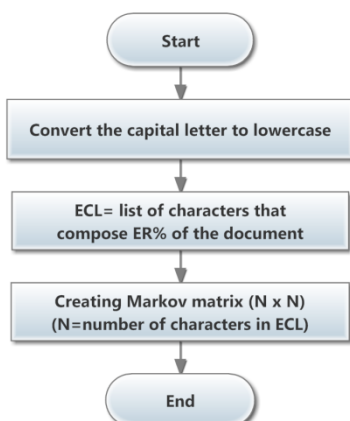 Start
Convert the capital letter to lowercase
ECL= list of characters that
compose ER% of the document
Creating Markov matrix (N x N)
(N=number of characters in ECL)
End